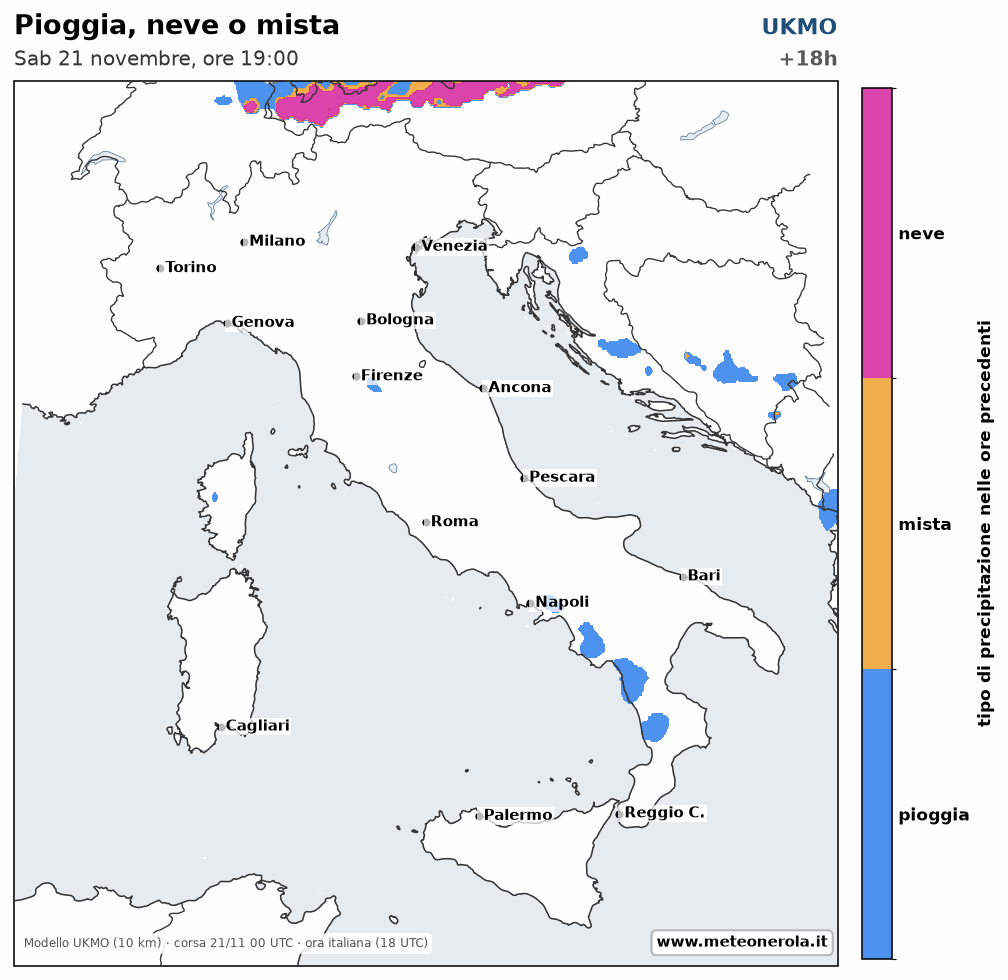 Pioggia, neve o mista
UKMO
Sab 21 novembre, ore 19:00
+18h
Milano
Venezia
Torino
Genova
Bologna
Firenze
Ancona
Pescara
Roma
Bari
Napoli
Cagliari
Palermo
Reggio C.
neve
mista
pioggia
tipo di precipitazione nelle ore precedenti
Modello UKMO (10 km) · corsa 21/11 00 UTC · ora italiana (18 UTC)
www.meteonerola.it